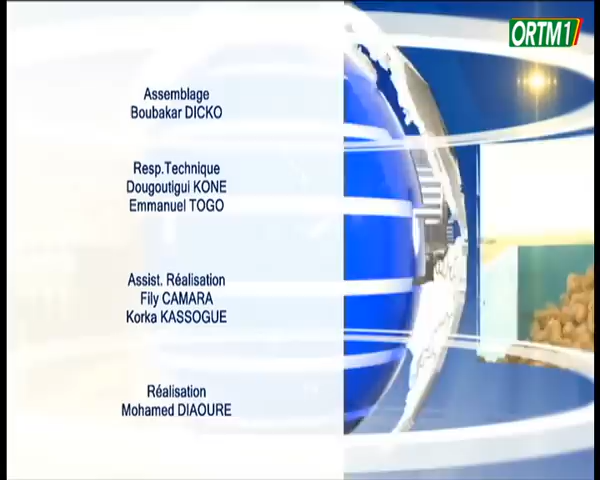 ORTM1
Assemblage
Boubakar DICKO
Resp.Technique
Dougoutigui KONE
Emmanuel TOGO
Assist. Réalisation
Fily CAMARA
Korka KASSOGUE
Réalisation
Mohamed DIAOURE